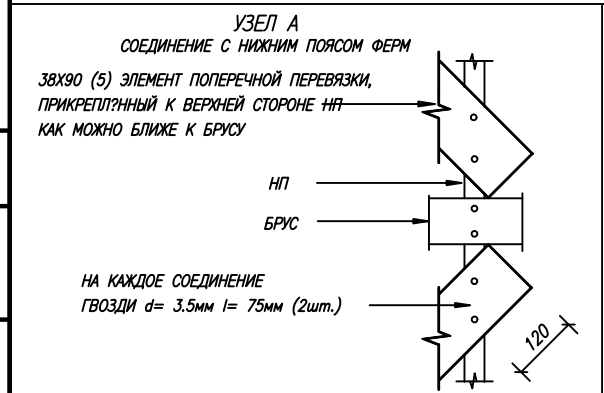 УЗЕЛ А
СОЕДИНЕНИЕ С НИЖНИМ ПОЯСОМ ФЕРМ
38X90 (5) ЭЛЕМЕНТ ПОПЕРЕЧНОЙ ПЕРЕВЯЗКИ,
ПРИКРЕПЛ?ННЫЙ К ВЕРХНЕЙ СТОРОНЕ НП
КАК МОЖНО БЛИЖЕ К БРУСУ
НП
БРУС
НА КАЖДОЕ СОЕДИНЕНИЕ
ГВОЗДИ d= 3.5мм l= 75мм (2шт.)
120